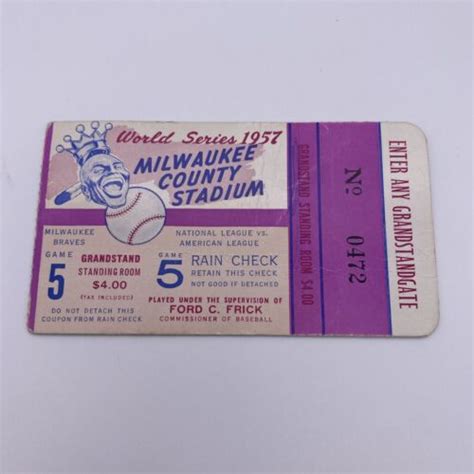 World Series 1957
MILWAUKEE
COUNTY
STADIUM
MILWAUKEE
BRAVES
GAME
5
GRANDSTAND
STANDING ROOM
$4.00
(TAX INCLUDED)
DO NOT DETACH THIS
COUPON FROM RAIN CHECK
NATIONAL LEAGUE VS.
AMERICAN LEAGUE
GAME
5
RAIN CHECK
RETAIN THIS CHECK
NOT GOOD IF DETACHED
PLAYED UNDER THE SUPERVISION OF
FORD C. FRICK
COMMISSIONER OF BASEBALL
GRANDSTAND STANDING ROOM $4.00
No 0472
ENTER ANY GRANDSTANDGATE